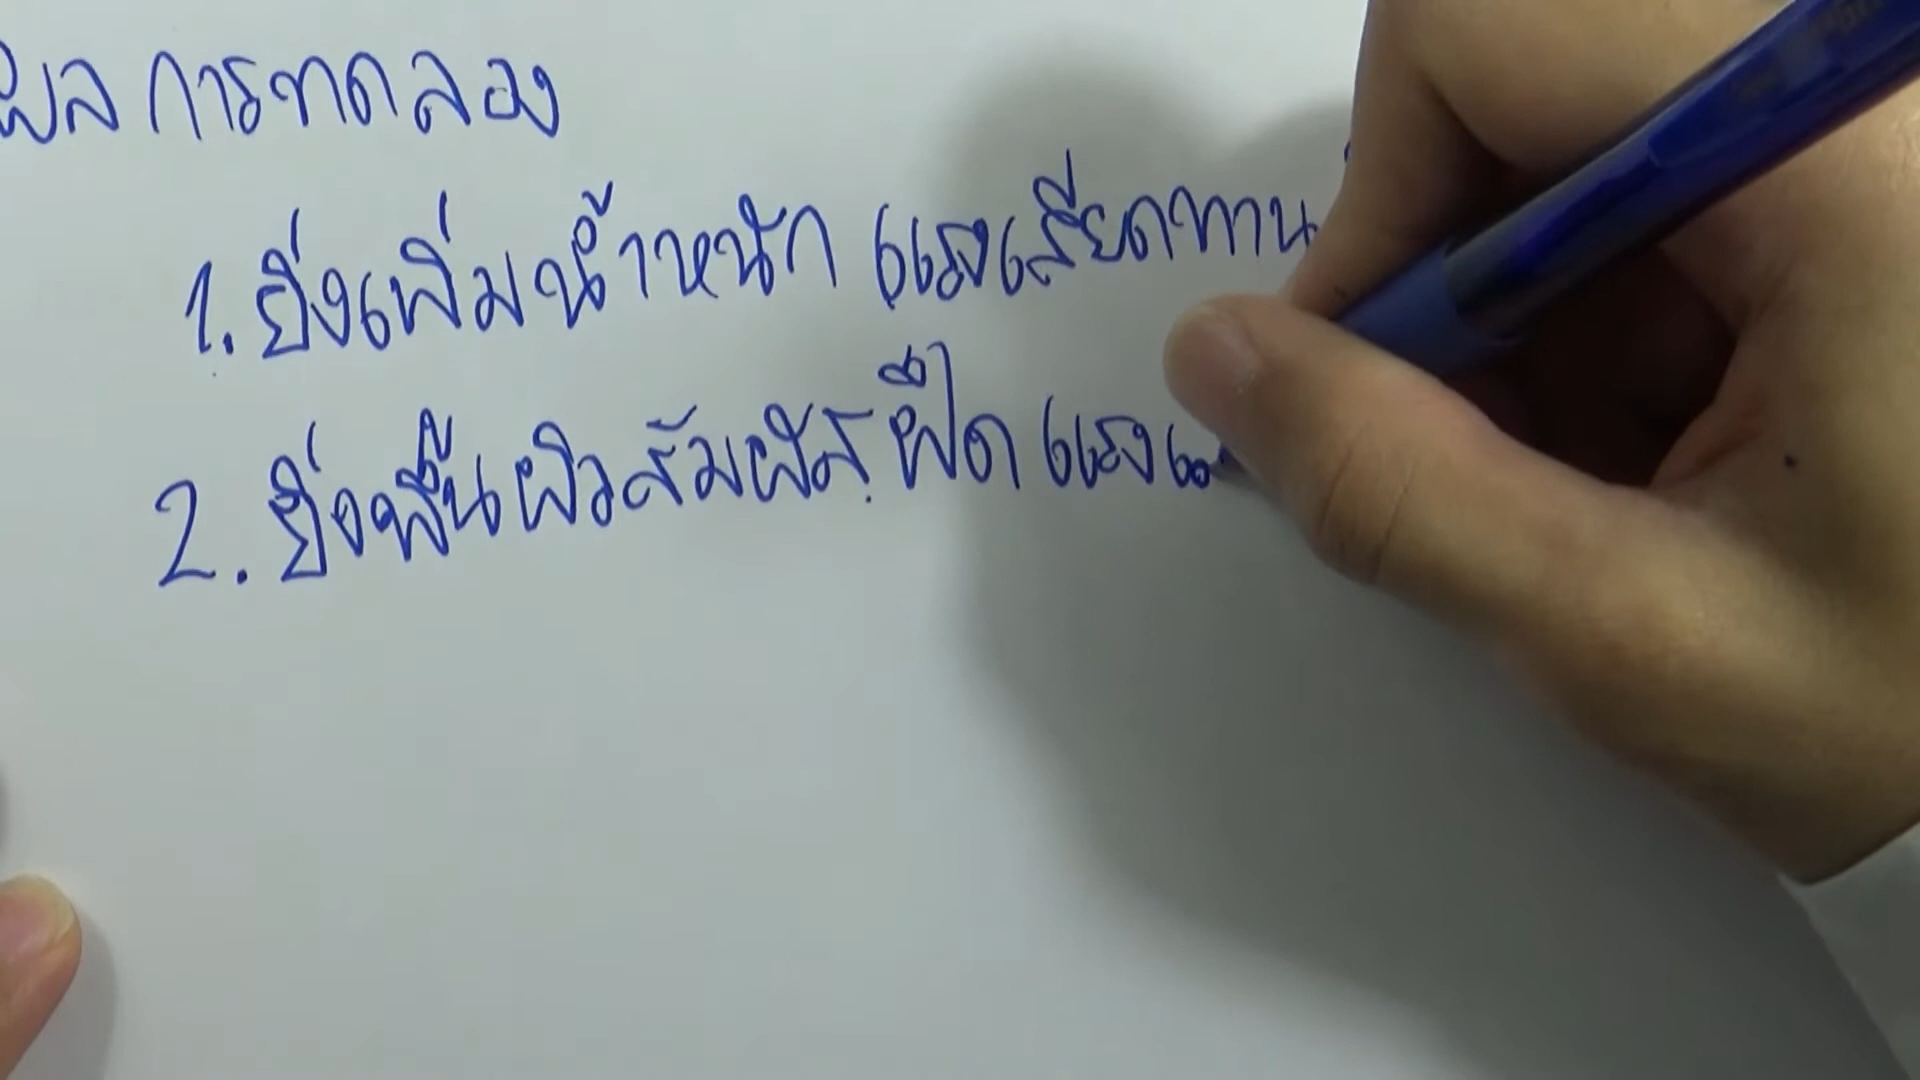 ผลการทดลอง
1. ยิ่งเพิ่มน้ำหนัก แรงเสียดทาน
2. ยิ่งพื้นผิวสัมผัส ฝืด แรง